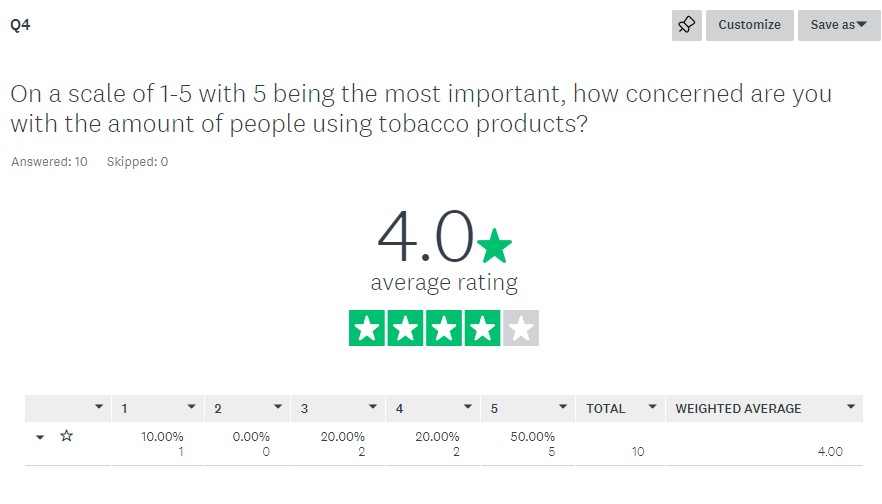 Q4
Customize
Save as
On a scale of 1-5 with 5 being the most important, how concerned are you
with the amount of people using tobacco products?
Answered: 10 Skipped: 0
4.0
average rating
1 2 3 4 5 TOTAL WEIGHTED AVERAGE
10.00% 0.00% 20.00% 20.00% 50.00%
1 0 2 2 5 10 4.00